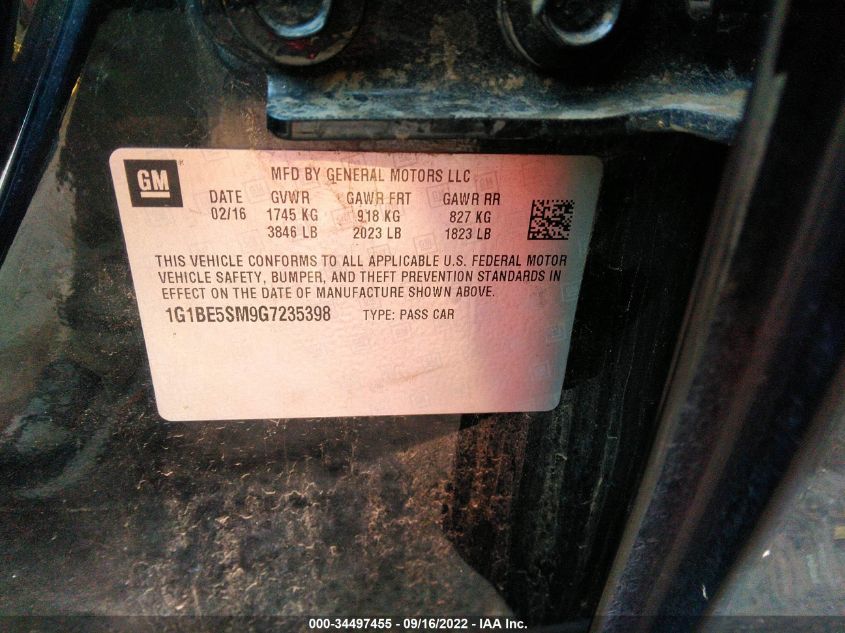 GM
MFD BY GENERAL MOTORS LLC
DATE GVWR GAWR FRT GAWR RR
02/16 1745 KG 918 KG 827 KG
3846 LB 2023 LB 1823 LB
THIS VEHICLE CONFORMS TO ALL APPLICABLE U.S. FEDERAL MOTOR
VEHICLE SAFETY, BUMPER, AND THEFT PREVENTION STANDARDS IN
EFFECT ON THE DATE OF MANUFACTURE SHOWN ABOVE.
1G1BE5SM9G7235398 TYPE: PASS CAR
000-34497455 - 09/16/2022 - IAA Inc.